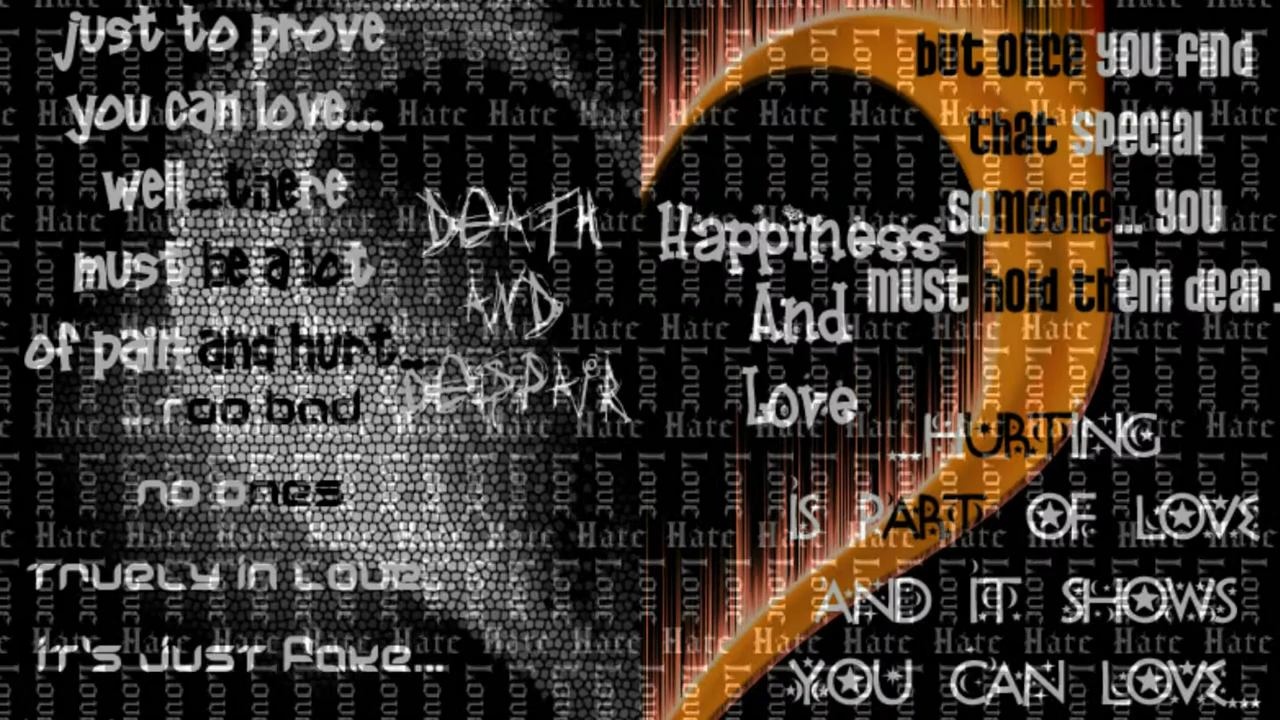 just to prove
you can love...
well...there
must be a lot
of pain and hurt...
no ones
truely in love..
it's just fake...
DEATH
AND
DESPAIR
Happiness
And
Love
but once you find
that special
someone... you
must hold them dear.
...HURTING
IS PART OF LOVE
AND IT SHOWS
YOU CAN LOVE...
Hate
Love